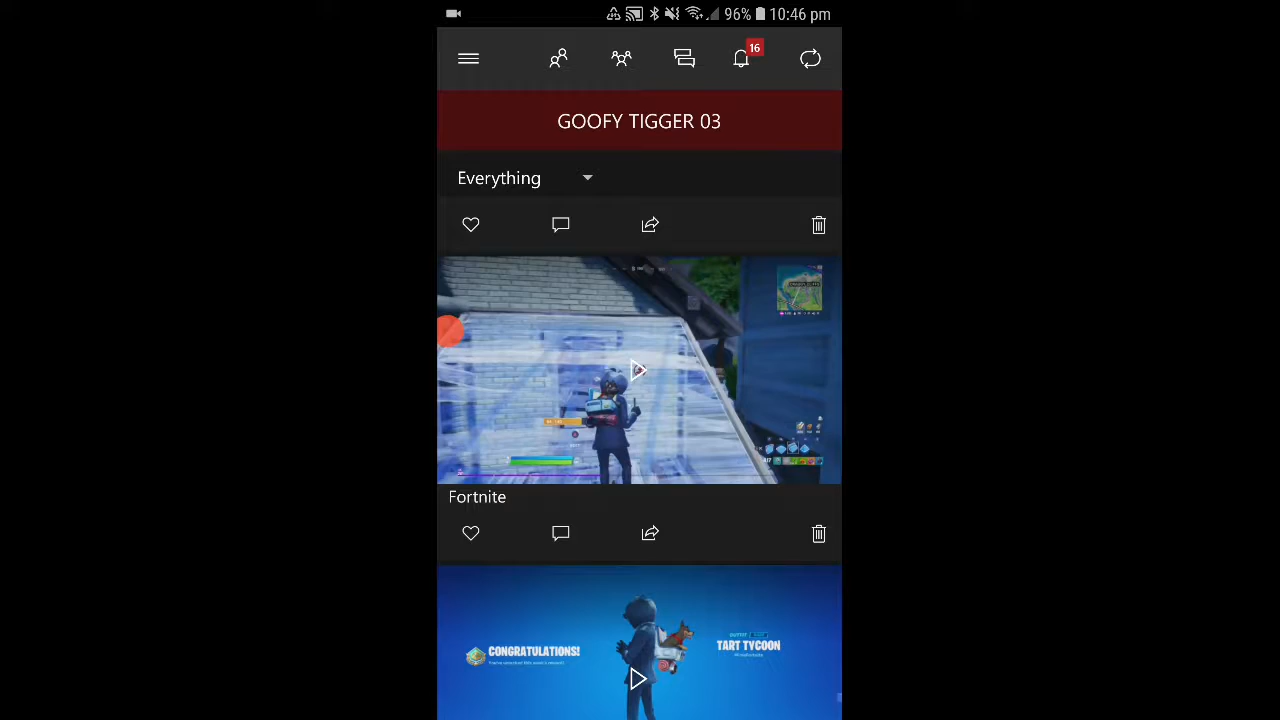 96% 10:46 pm
16
GOOFY TIGGER 03
Everything
Fortnite
CONGRATULATIONS!
TART TYCOON